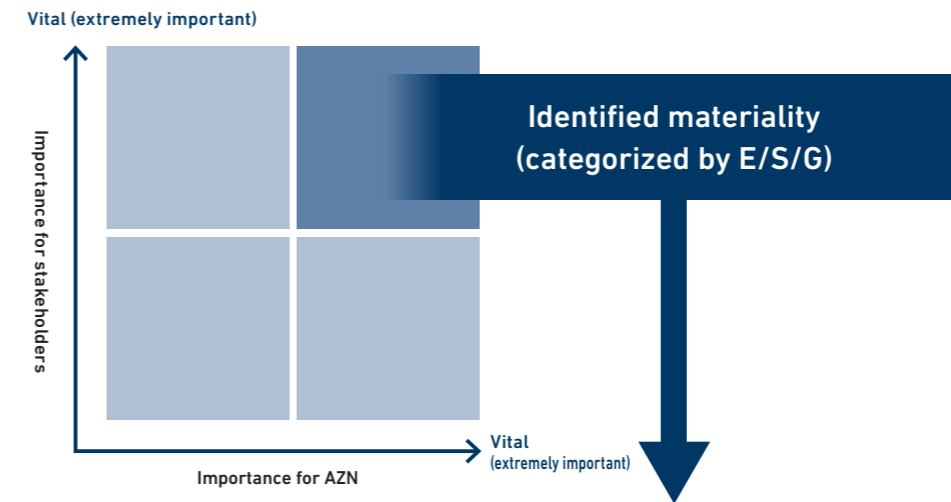 Vital (extremely important)
Identified materiality
(categorized by E/S/G)
Importance for stakeholders
Vital
(extremely important)
Importance for AZN